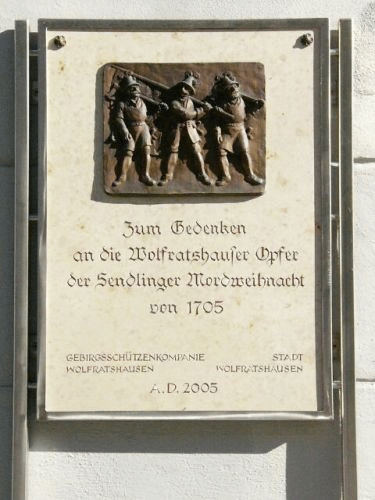 Zum Gedenken
an die Wolfratshauser Opfer
der Sendlinger Mordweihnacht
von 1705
GEBIRGSSCHÜTZENKOMPANIE STADT
WOLFRATSHAUSEN WOLFRATSHAUSEN
A.D. 2005